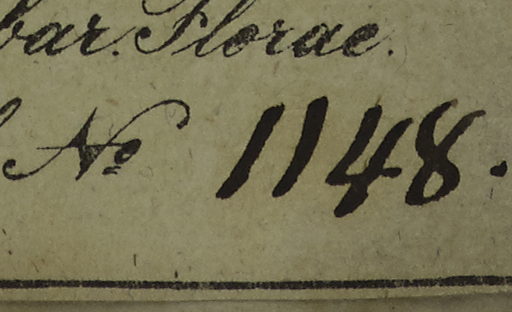 bar. Florae.
No 1148.